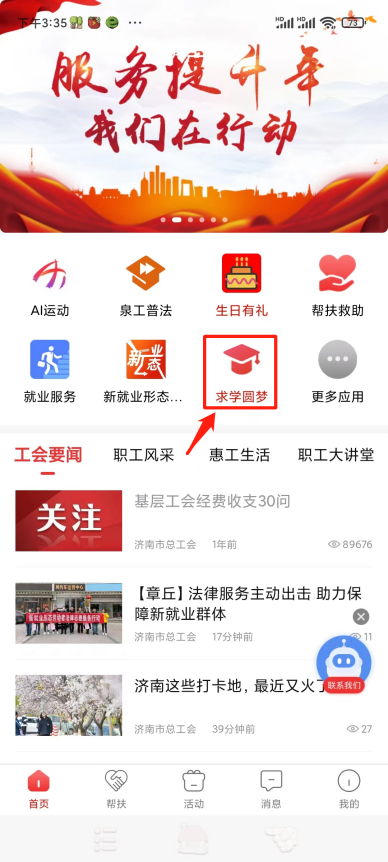 下午3:35
HD
HD
73
服务提升年
我们在行动
AI运动
泉工普法
生日有礼
帮扶救助
新业态
就业服务
新就业形态...
求学圆梦
更多应用
工会要闻
职工风采
惠工生活
职工大讲堂
关注
基层工会经费收支30问
济南市总工会
1年前
89676
【章丘】法律服务主动出击 助力保
障新就业群体
济南市总工会
17分钟前
11
联系我们
济南这些打卡地，最近又火了
济南市总工会
39分钟前
27
首页
帮扶
活动
消息
我的